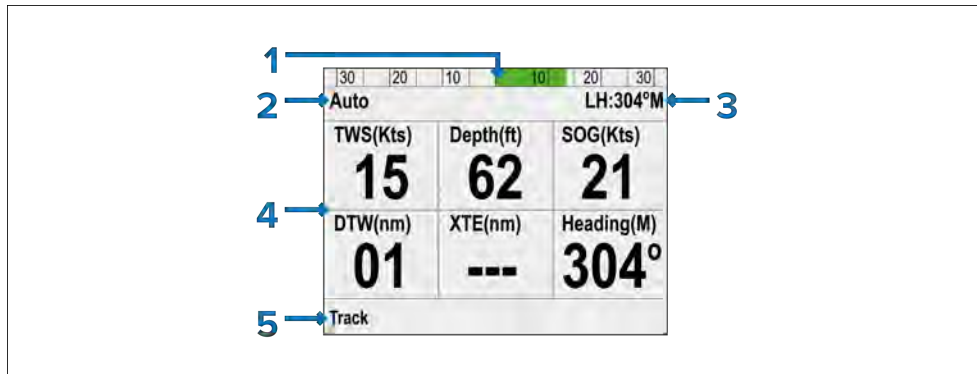 1
30 20 10 10 20 30
2 Auto LH:304°M 3
TWS(Kts) Depth(ft) SOG(Kts)
15 62 21
4
DTW(nm) XTE(nm) Heading(M)
01 --- 304°
5 Track